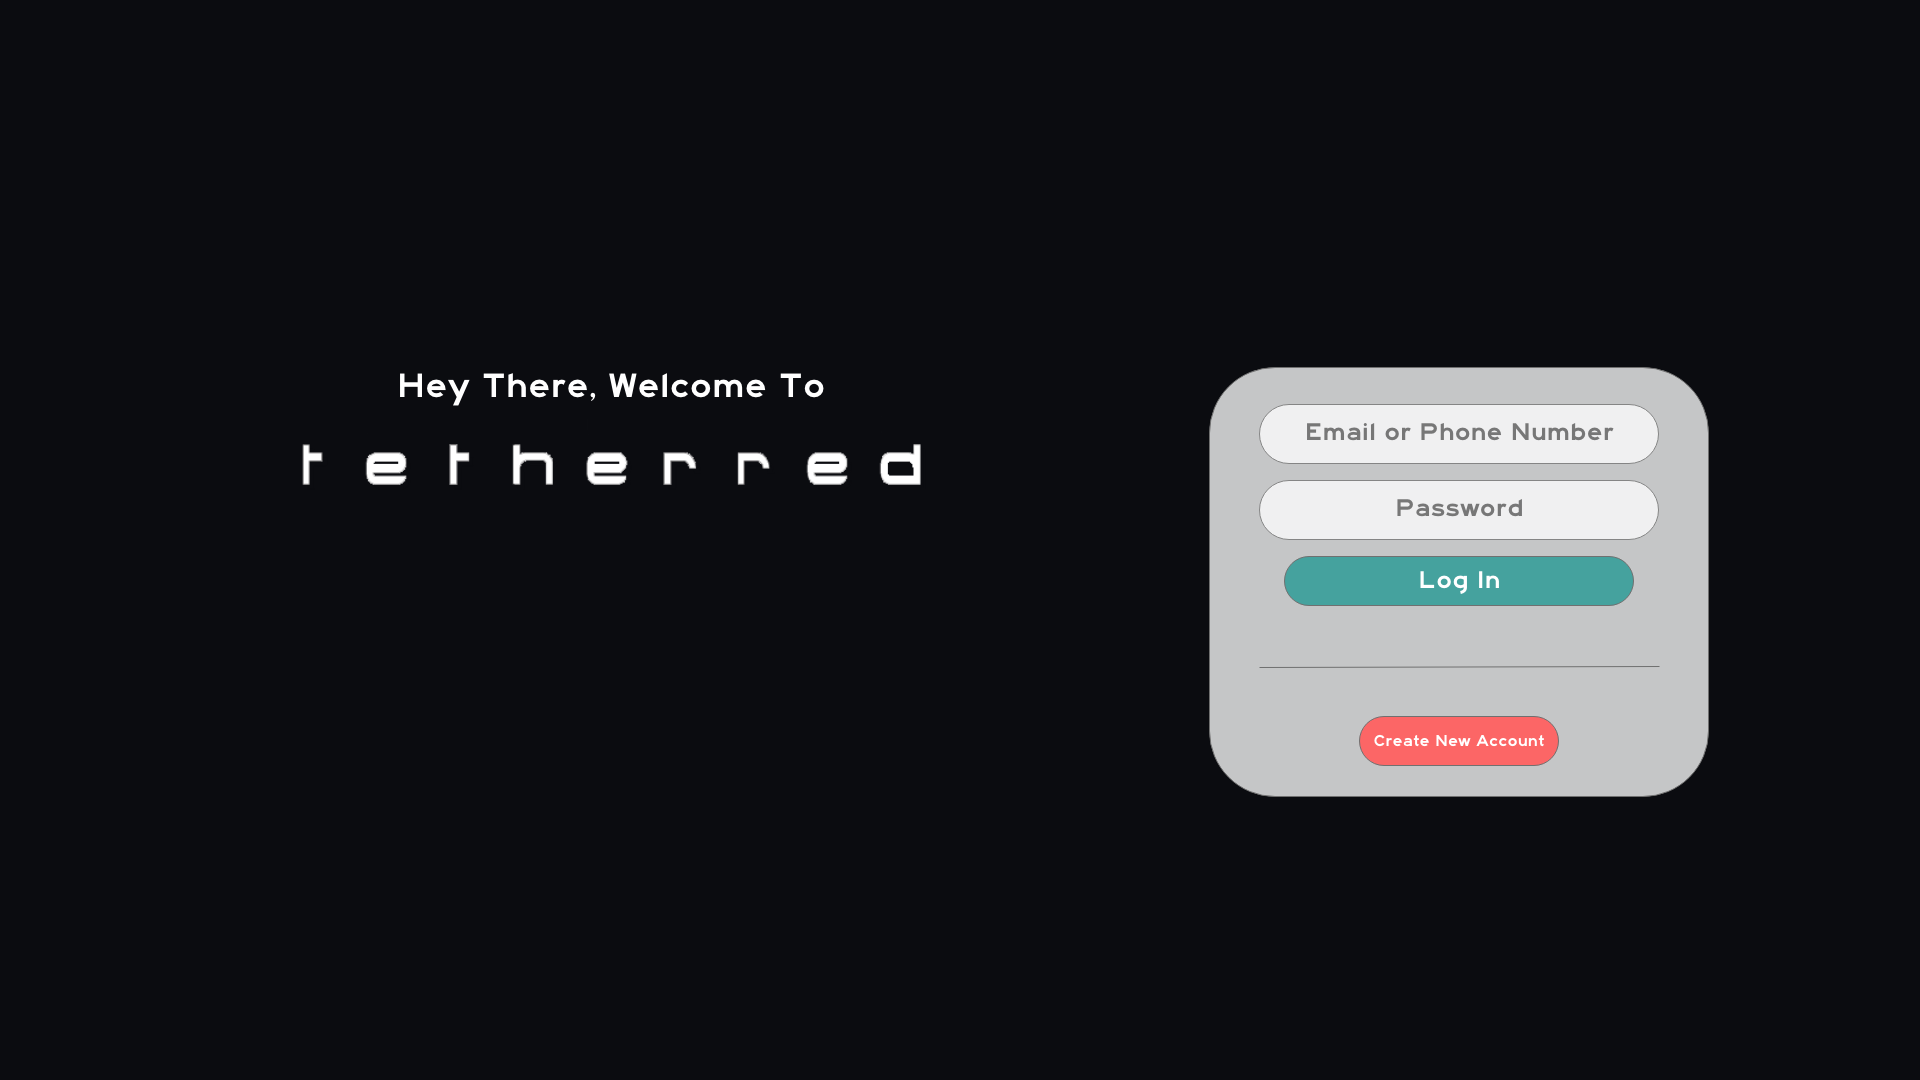 Hey There, Welcome To
tetherred
Email or Phone Number
Password
Log In
Create New Account